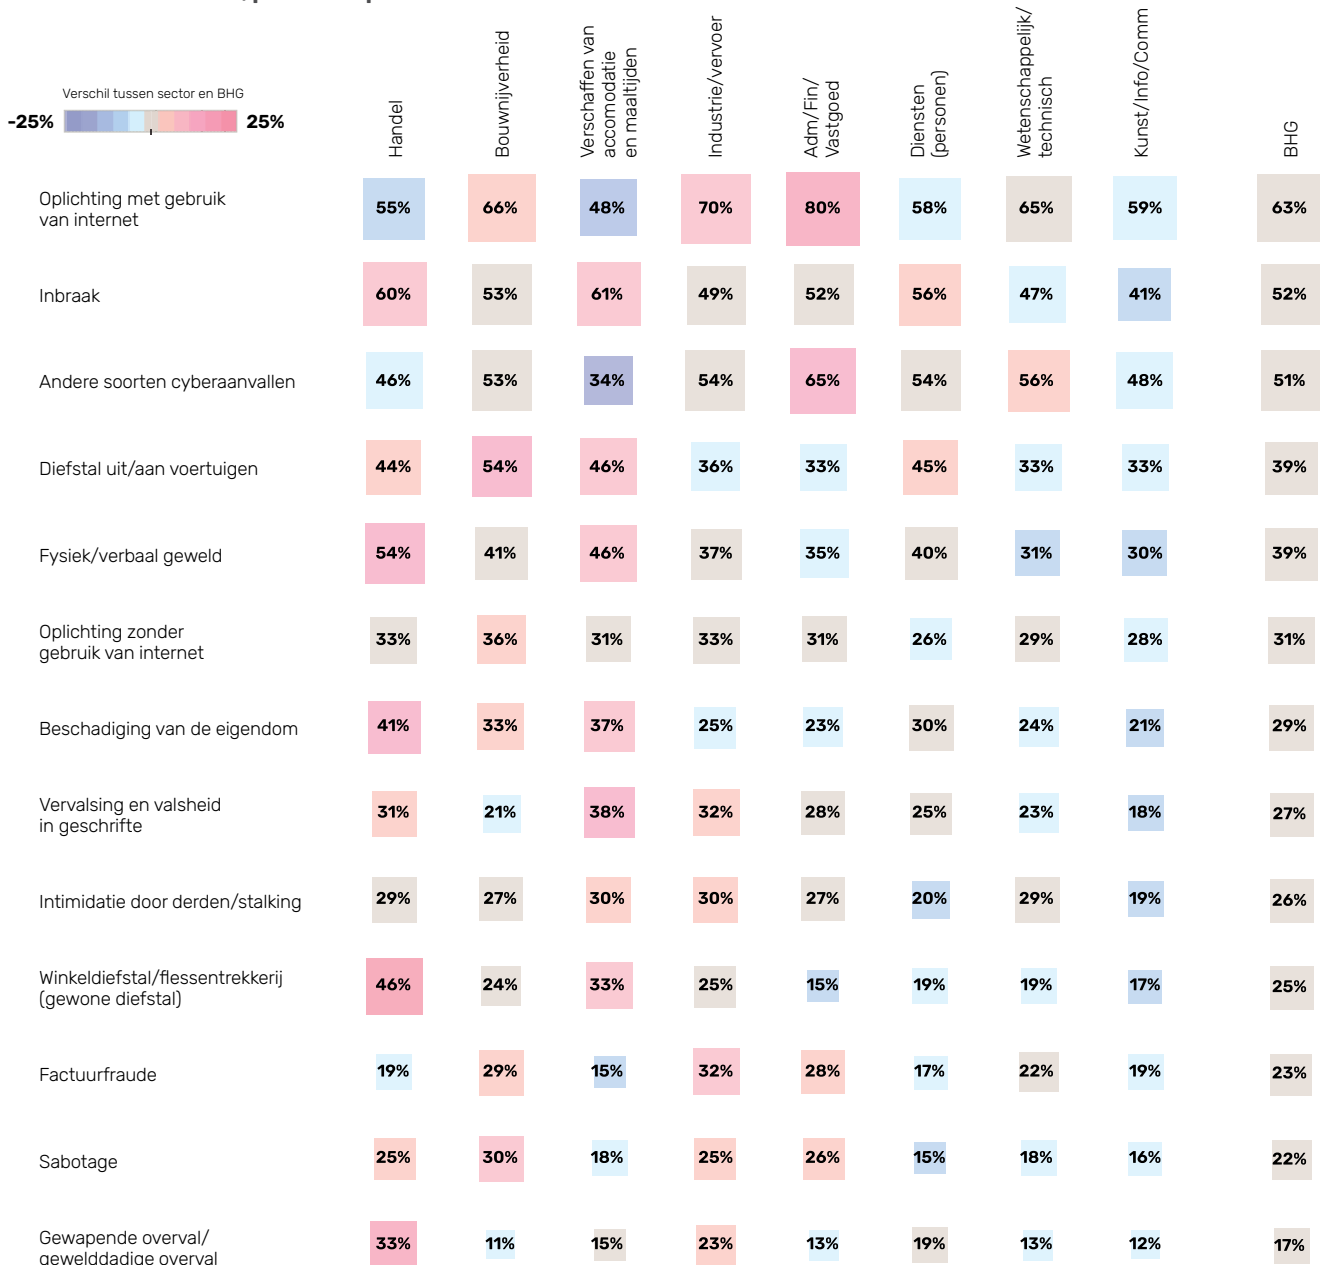 Verschil tussen sector en BHG
-25% 25%
Handel
Bouwnijverheid
Verschaffen van
accomodatie
en maaltijden
Industrie/vervoer
Adm/Fin/
Vastgoed
Diensten
(personen)
Wetenschappelijk/
technisch
Kunst/Info/Comm
BHG
Oplichting met gebruik
van internet
55% 66% 48% 70% 80% 58% 65% 59% 63%
Inbraak
60% 53% 61% 49% 52% 56% 47% 41% 52%
Andere soorten cyberaanvallen
46% 53% 34% 54% 65% 54% 56% 48% 51%
Diefstal uit/aan voertuigen
44% 54% 46% 36% 33% 45% 33% 33% 39%
Fysiek/verbaal geweld
54% 41% 46% 37% 35% 40% 31% 30% 39%
Oplichting zonder
gebruik van internet
33% 36% 31% 33% 31% 26% 29% 28% 31%
Beschadiging van de eigendom
41% 33% 37% 25% 23% 30% 24% 21% 29%
Vervalsing en valsheid
in geschrifte
31% 21% 38% 32% 28% 25% 23% 18% 27%
Intimidatie door derden/stalking
29% 27% 30% 30% 27% 20% 29% 19% 26%
Winkeldiefstal/flessentrekkerij
(gewone diefstal)
46% 24% 33% 25% 15% 19% 19% 17% 25%
Factuurfraude
19% 29% 15% 32% 28% 17% 22% 19% 23%
Sabotage
25% 30% 18% 25% 26% 15% 18% 16% 22%
Gewapende overval/
gewelddadige overval
33% 11% 15% 23% 13% 19% 13% 12% 17%